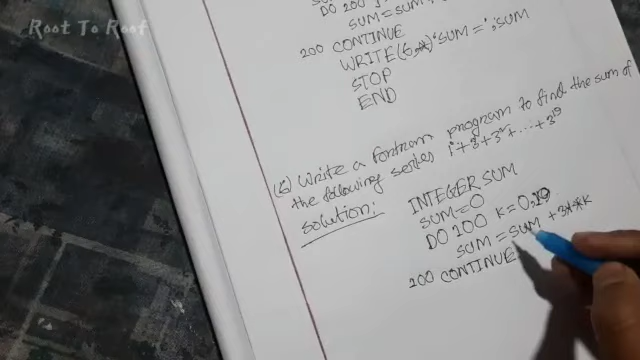 Root To Roof
SUM=
DO 200
SUM=SUM
200 CONTINUE
WRITE(6,*)'SUM=',SUM
STOP
END
(c) Write a fortran program to find the sum of
the following series 1+3+3²+...+3¹⁹
Solution:
INTEGER SUM
SUM=0
DO 100 K=0,19
SUM=SUM+3**K
200 CONTINUE